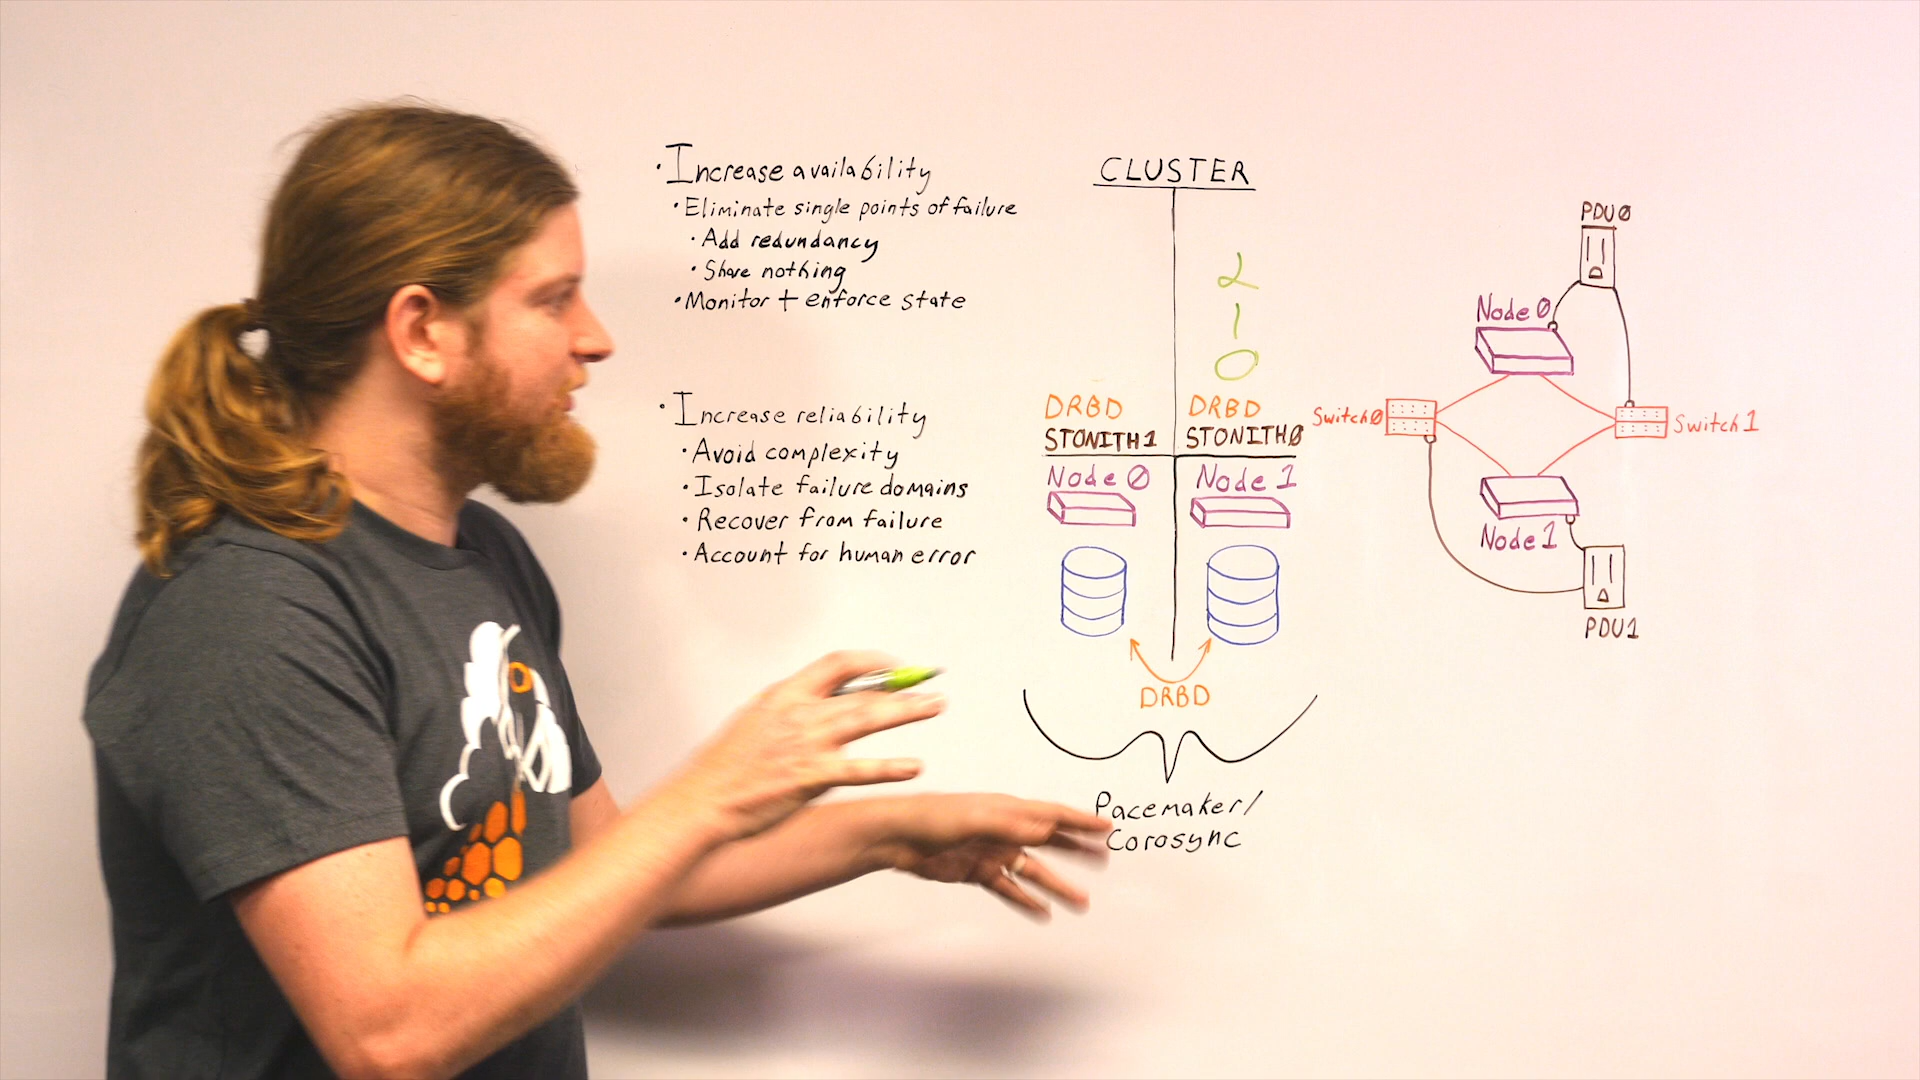 · Increase availability
· Eliminate single points of failure
· Add redundancy
· Share nothing
· Monitor + enforce state
· Increase reliability
· Avoid complexity
· Isolate failure domains
· Recover from failure
· Account for human error
CLUSTER
2
1
0
DRBD DRBD
STONITH1 STONITH0
Node 0 Node 1
DRBD
Pacemaker/
Corosync
PDU0
Node 0
Switch0 Switch1
Node 1
PDU1